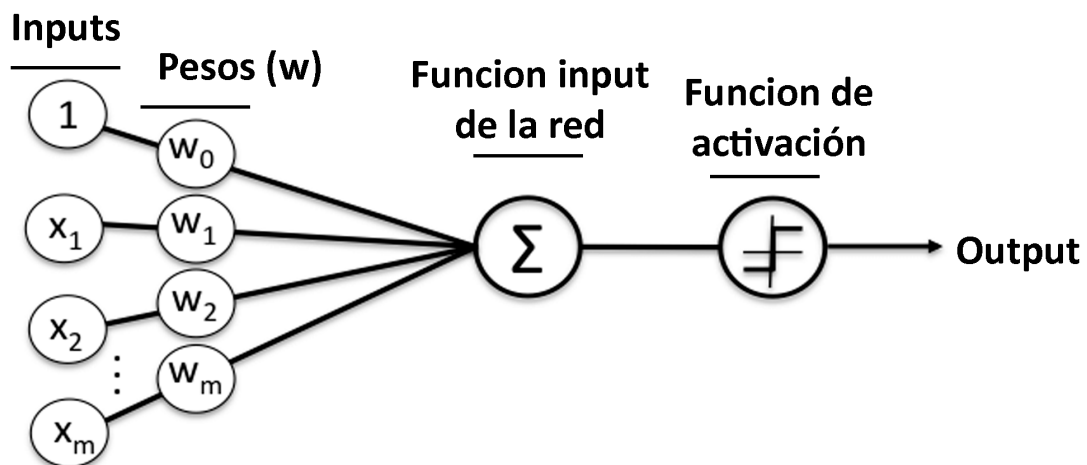 Inputs
Pesos (w)
Funcion input
de la red
Funcion de
activación
1
w0
x1
w1
Σ
Output
x2
w2
⋮
xm
wm